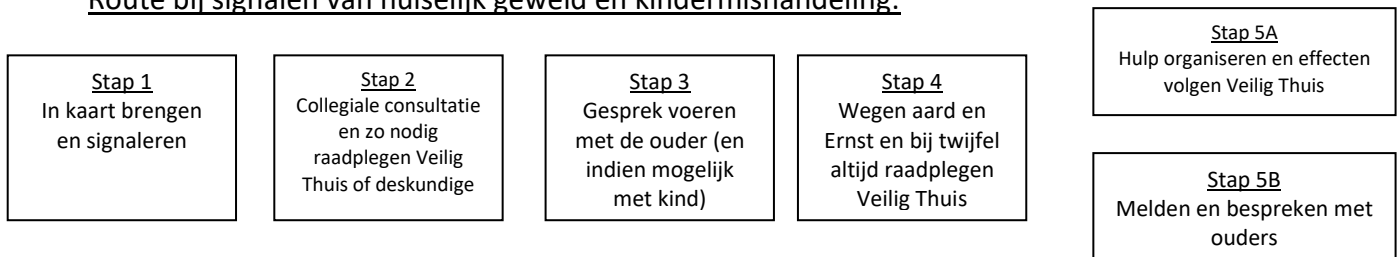 Route bij signalen van huiselijk geweld en kindermishandeling:
Stap 1
In kaart brengen
en signaleren
Stap 2
Collegiale consultatie
en zo nodig
raadplegen Veilig
Thuis of deskundige
Stap 3
Gesprek voeren
met de ouder (en
indien mogelijk
met kind)
Stap 4
Wegen aard en
Ernst en bij twijfel
altijd raadplegen
Veilig Thuis
Stap 5A
Hulp organiseren en effecten
volgen Veilig Thuis
Stap 5B
Melden en bespreken met
ouders